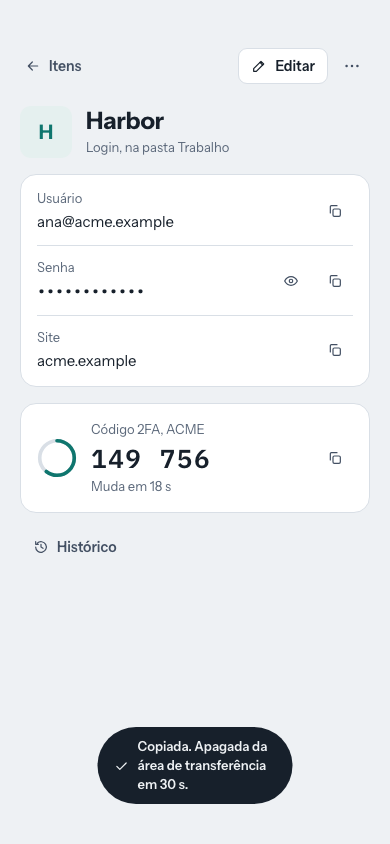 Itens
Editar
H
Harbor
Login, na pasta Trabalho
Usuário
ana@acme.example
Senha
••••••••••••
Site
acme.example
Código 2FA, ACME
149 756
Muda em 18 s
Histórico
Copiada. Apagada da
área de transferência
em 30 s.